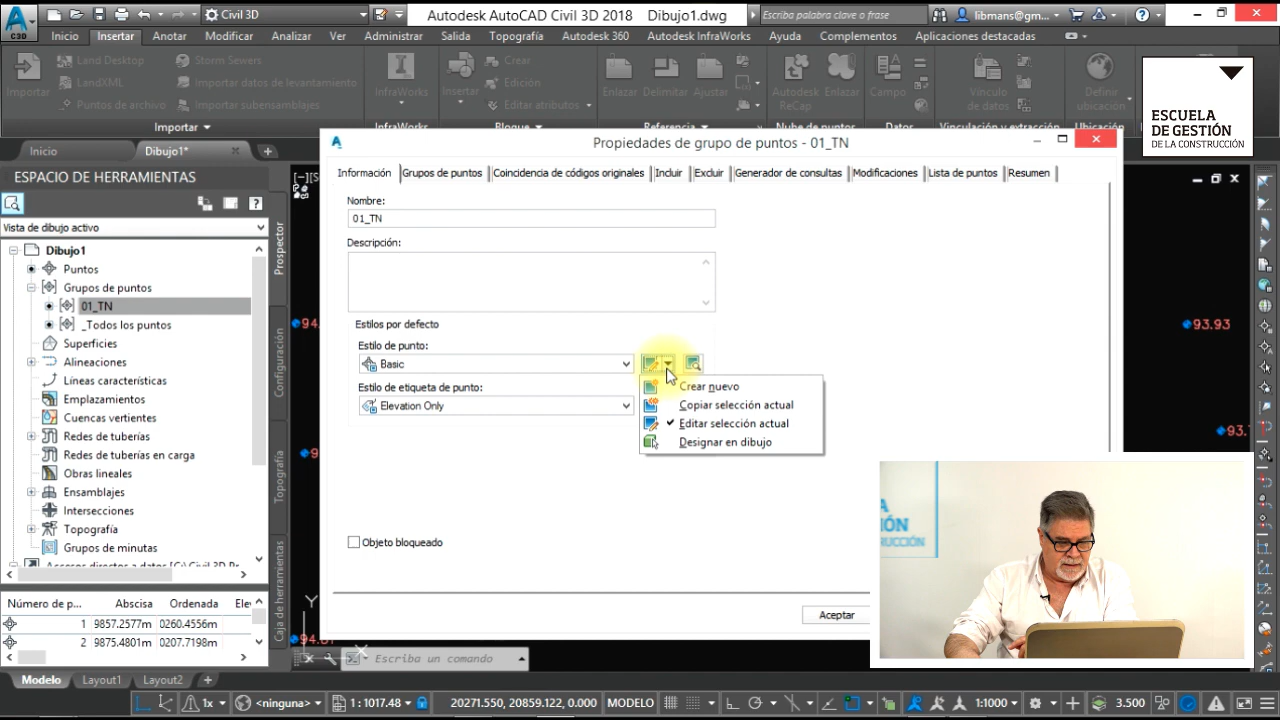 Civil 3D
Autodesk AutoCAD Civil 3D 2018 Dibujo1.dwg
Escriba palabra clave o frase
libmans@gm...
C3D
Inicio Insertar Anotar Modificar Analizar Ver Administrar Salida Topografía Autodesk 360 Autodesk InfraWorks Ayuda Complementos Aplicaciones destacadas
Importar
Land Desktop
LandXML
Puntos de archivo
Storm Sewers
Importar datos de levantamiento
Importar subensamblajes
Importar
InfraWorks
InfraWorks
Insertar
Crear
Edición
Editar atributos
Bloque
Enlazar Delimitar Ajustar
Referencia
Autodesk ReCap
Enlazar
Nube de puntos
Campo
Datos
Vínculo de datos
Vinculación y extracción
Definir ubicación
Ubicación
ESCUELA
DE GESTIÓN
DE LA CONSTRUCCIÓN
Inicio Dibujo1*
ESPACIO DE HERRAMIENTAS
Vista de dibujo activo
Dibujo1
Puntos
Grupos de puntos
01_TN
_Todos los puntos
Superficies
Alineaciones
Líneas características
Emplazamientos
Cuencas vertientes
Redes de tuberías
Redes de tuberías en carga
Obras lineales
Ensamblajes
Intersecciones
Topografía
Grupos de minutas
Prospector
Configuración
Topografía
Caja de herramientas
Número de p... Abscisa Ordenada Ele
1 9857.2577m 0260.4556m
2 9875.4801m 0207.7198m
Propiedades de grupo de puntos - 01_TN
Información Grupos de puntos Coincidencia de códigos originales Incluir Excluir Generador de consultas Modificaciones Lista de puntos Resumen
Nombre:
01_TN
Descripción:
Estilos por defecto
Estilo de punto:
Basic
Estilo de etiqueta de punto:
Elevation Only
Crear nuevo
Copiar selección actual
Editar selección actual
Designar en dibujo
Objeto bloqueado
Aceptar
93.93
Y
X
Escriba un comando
Modelo Layout1 Layout2 +
1x <ninguna> 1 : 1017.48 20271.550, 20859.122, 0.000 MODELO 1:1000 3.500